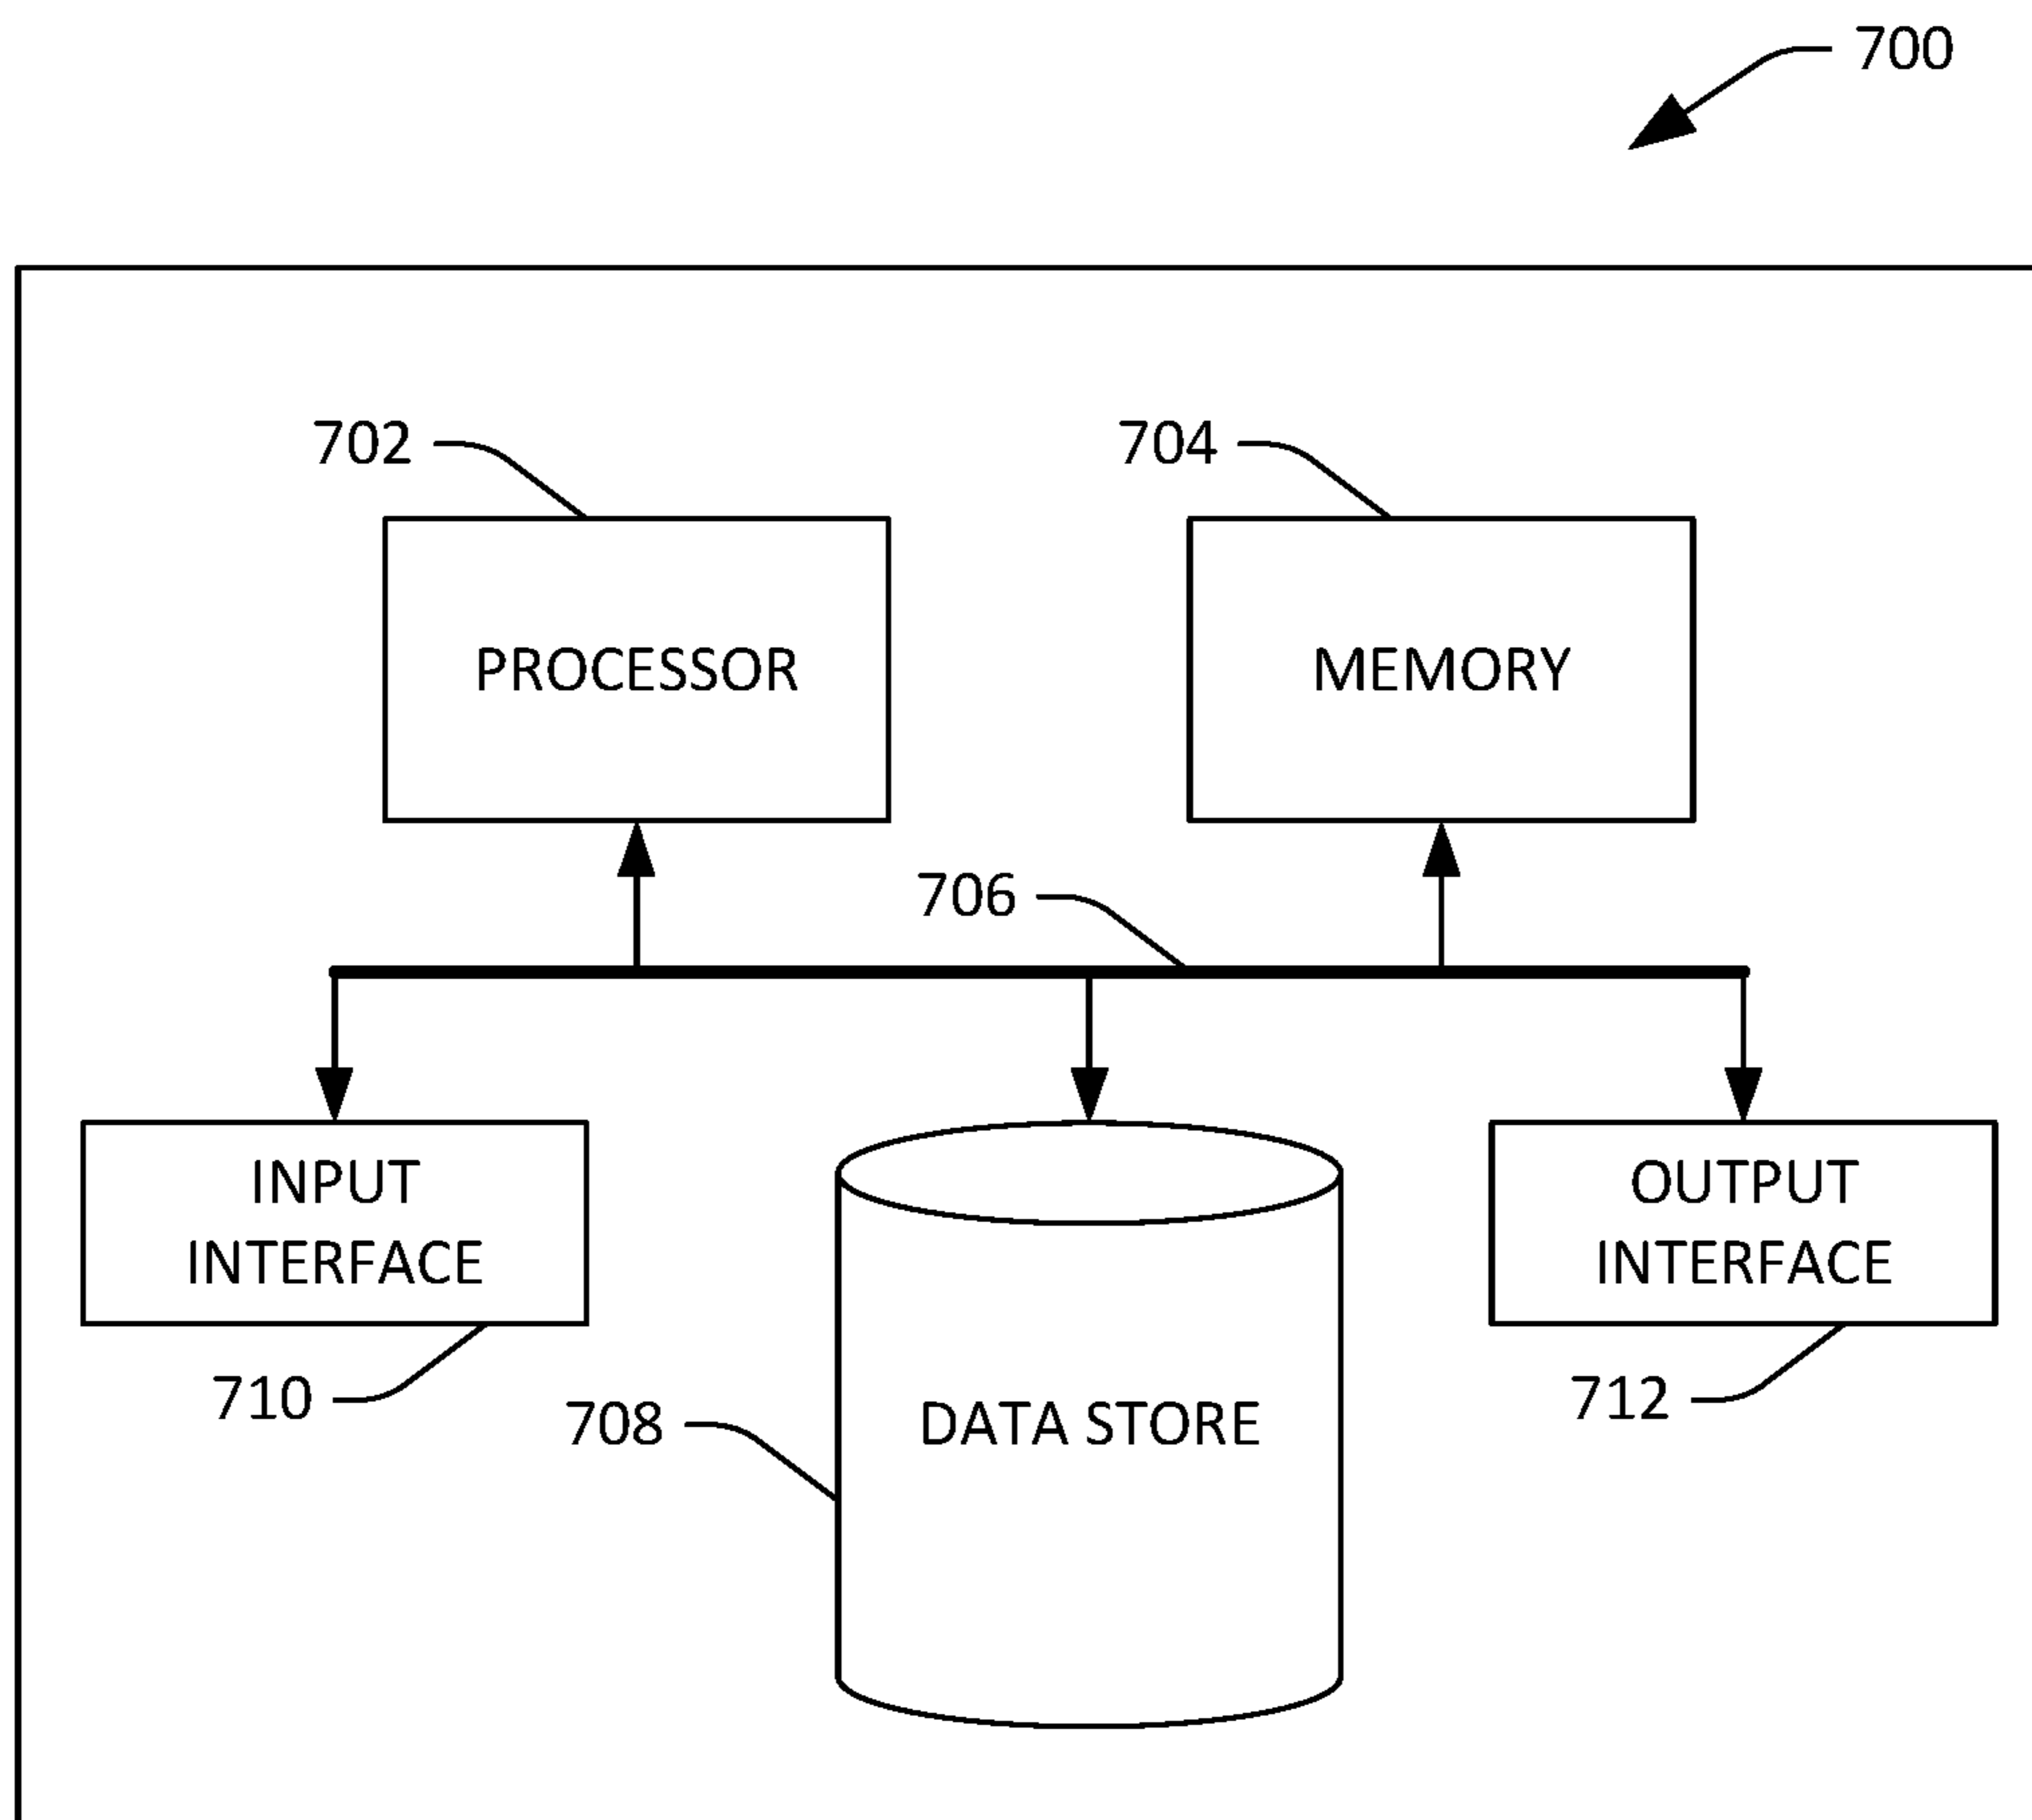 700
702
704
PROCESSOR
MEMORY
706
INPUT
INTERFACE
OUTPUT
INTERFACE
710
708
DATA STORE
712